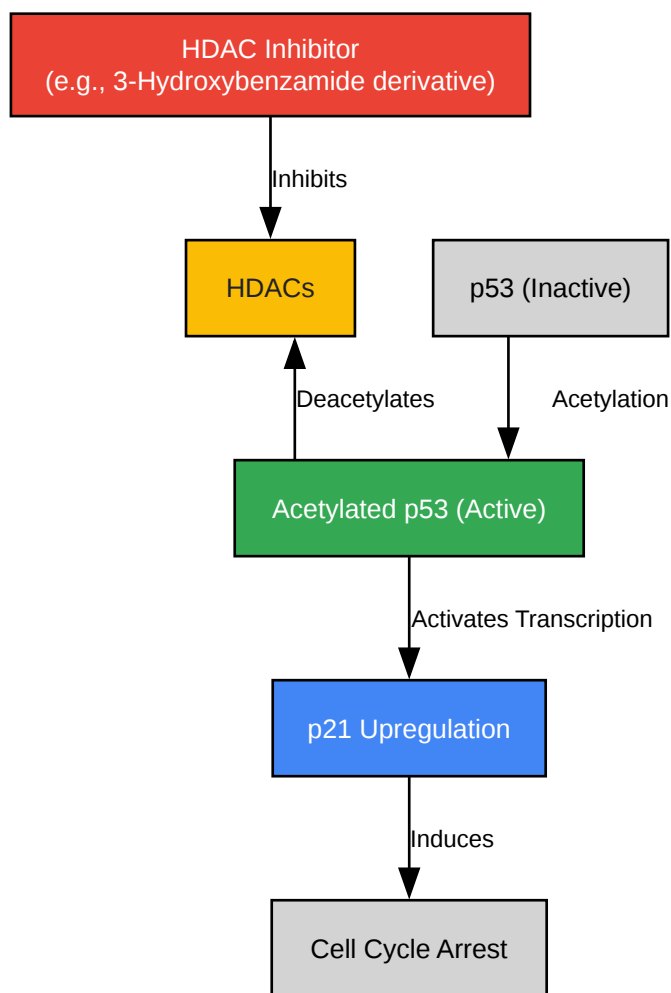 HDAC Inhibitor
(e.g., 3-Hydroxybenzamide derivative)
Inhibits
HDACs
p53 (Inactive)
Deacetylates
Acetylation
Acetylated p53 (Active)
Activates Transcription
p21 Upregulation
Induces
Cell Cycle Arrest